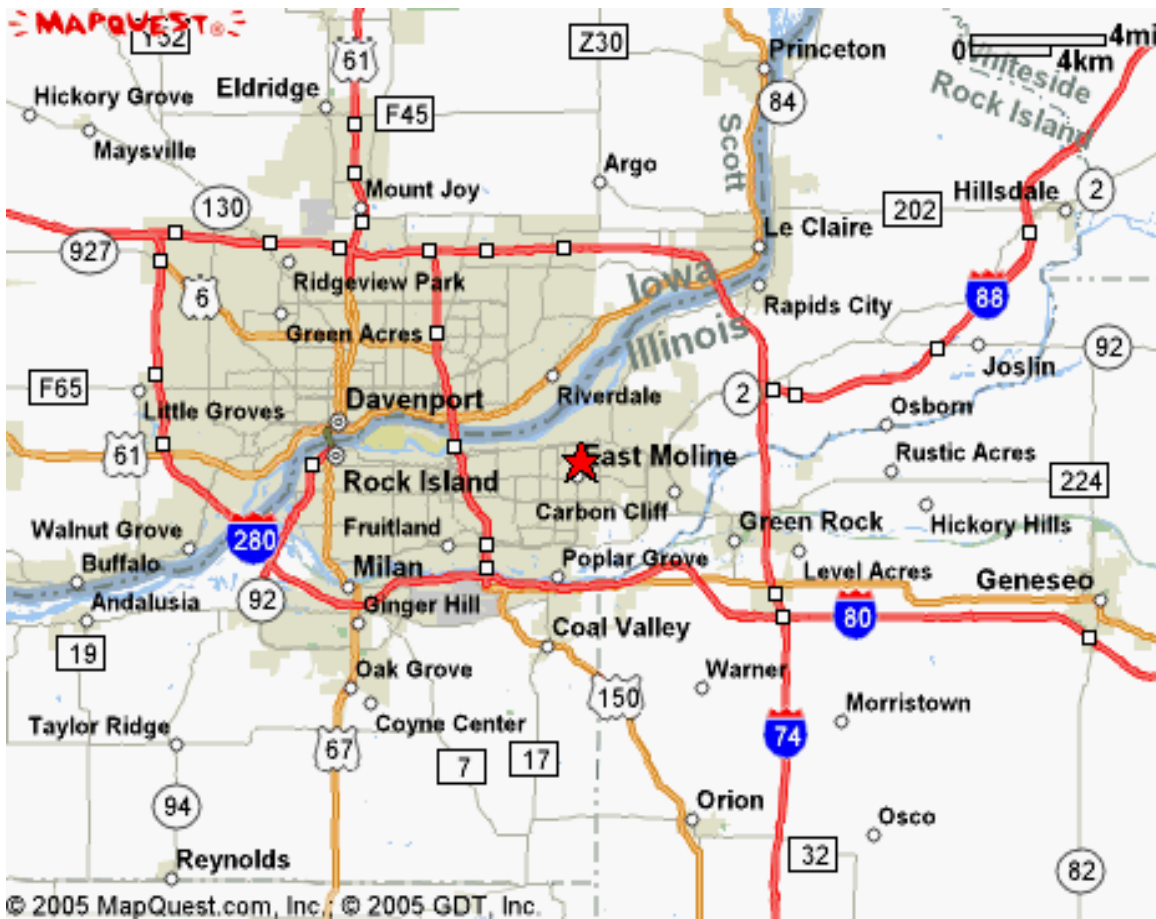 MAPQUEST®
Y52
61
Z30
Princeton
0 4mi
4km
Whiteside
Rock Island
Hickory Grove
Eldridge
F45
84
Maysville
Scott
Argo
Mount Joy
Hillsdale
2
130
202
927
Le Claire
Iowa
Illinois
Ridgeview Park
6
Rapids City
88
Green Acres
92
Joslin
F65
Riverdale
2
Little Groves
Davenport
Osborn
61
East Moline
Rustic Acres
Rock Island
224
Carbon Cliff
Hickory Hills
Walnut Grove
280
Fruitland
Green Rock
Buffalo
Milan
Poplar Grove
Level Acres
Geneseo
Andalusia
92
Ginger Hill
80
19
Coal Valley
Oak Grove
Warner
150
Morristown
Taylor Ridge
Coyne Center
74
67
7
17
94
Orion
Osco
32
Reynolds
82
© 2005 MapQuest.com, Inc.; © 2005 GDT, Inc.